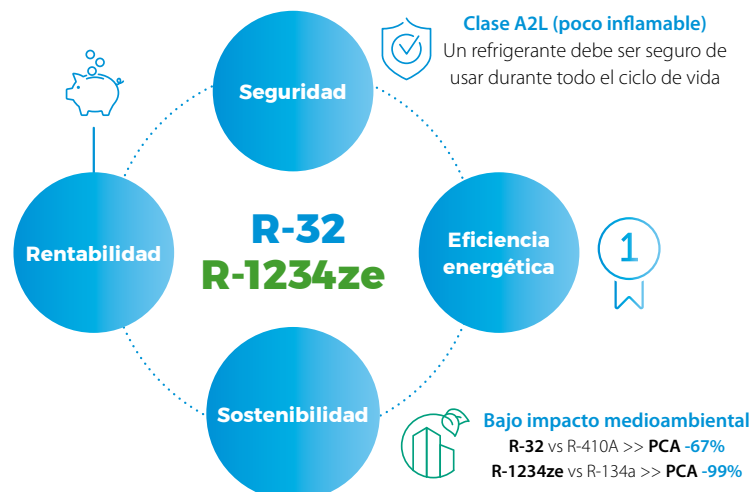 Clase A2L (poco inflamable)
Un refrigerante debe ser seguro de
usar durante todo el ciclo de vida
Seguridad
Rentabilidad
R-32
R-1234ze
Eficiencia
energética
1
Sostenibilidad
Bajo impacto medioambiental
R-32 vs R-410A >> PCA -67%
R-1234ze vs R-134a >> PCA -99%